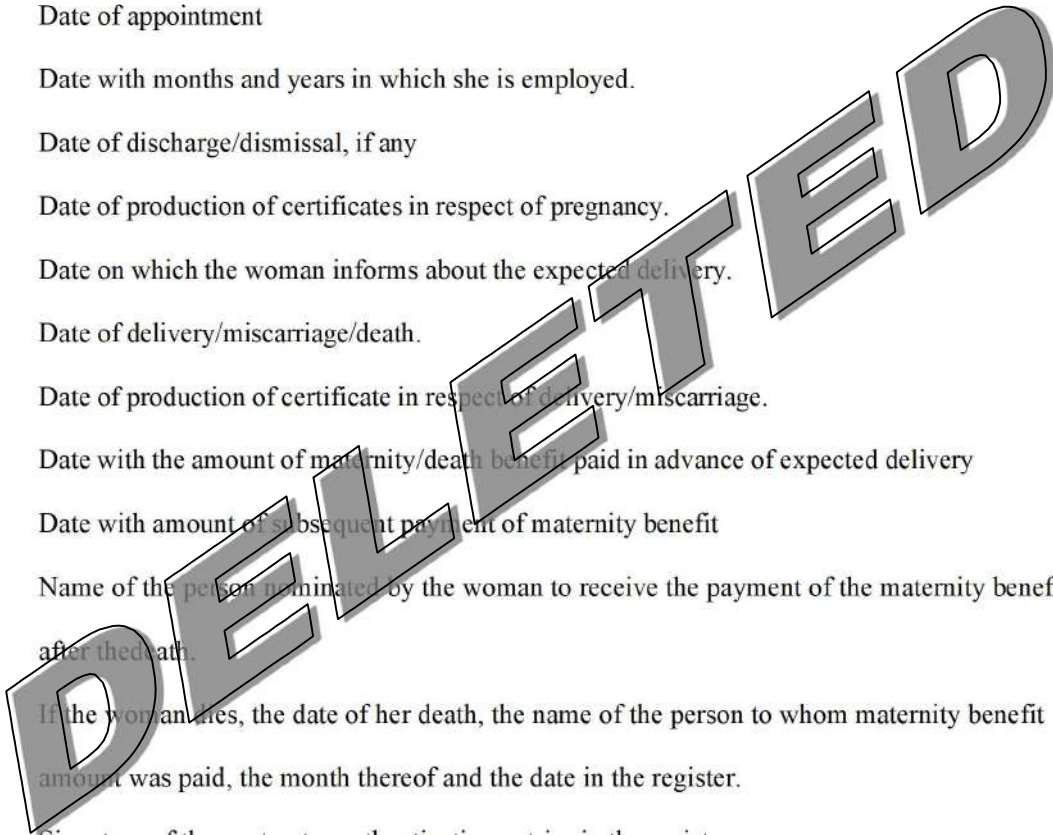 Date of appointment
Date with months and years in which she is employed.
Date of discharge/dismissal, if any
Date of production of certificates in respect of pregnancy.
Date on which the woman informs about the expected delivery.
Date of delivery/miscarriage/death.
Date of production of certificate in respect of delivery/miscarriage.
Date with the amount of maternity/death benefit paid in advance of expected delivery
Date with amount of subsequent payment of maternity benefit
Name of the person nominated by the woman to receive the payment of the maternity benef
after thedeath.
If the woman dies, the date of her death, the name of the person to whom maternity benefit
amount was paid, the month thereof and the date in the register.
DELETED